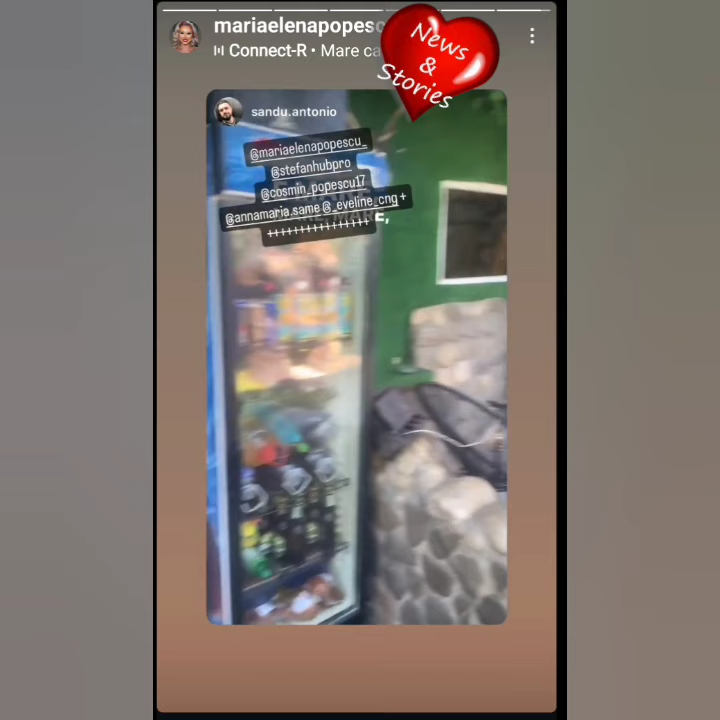 mariaelenapopesc
Connect-R • Mare ca
News
&
Stories
sandu.antonio
@mariaelenapopescu_
@stefanhubpro
@cosmin_popescu17
@annamaria.same @_eveline_cng +
+++++++++++++++++